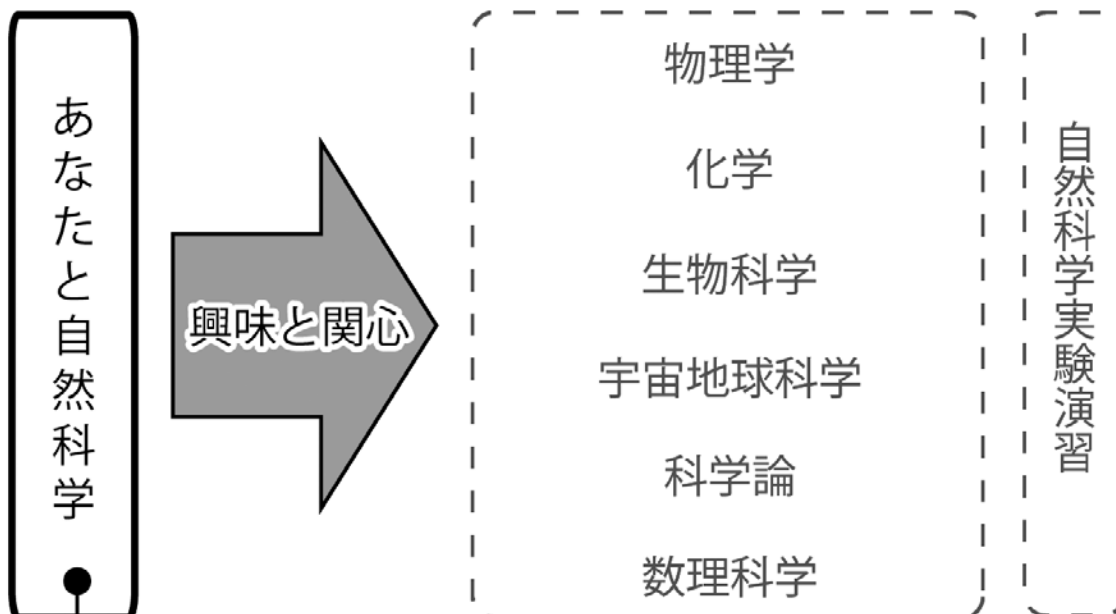 あなたと自然科学
興味と関心
物理学
化学
生物科学
宇宙地球科学
科学論
数理科学
自然科学実験演習